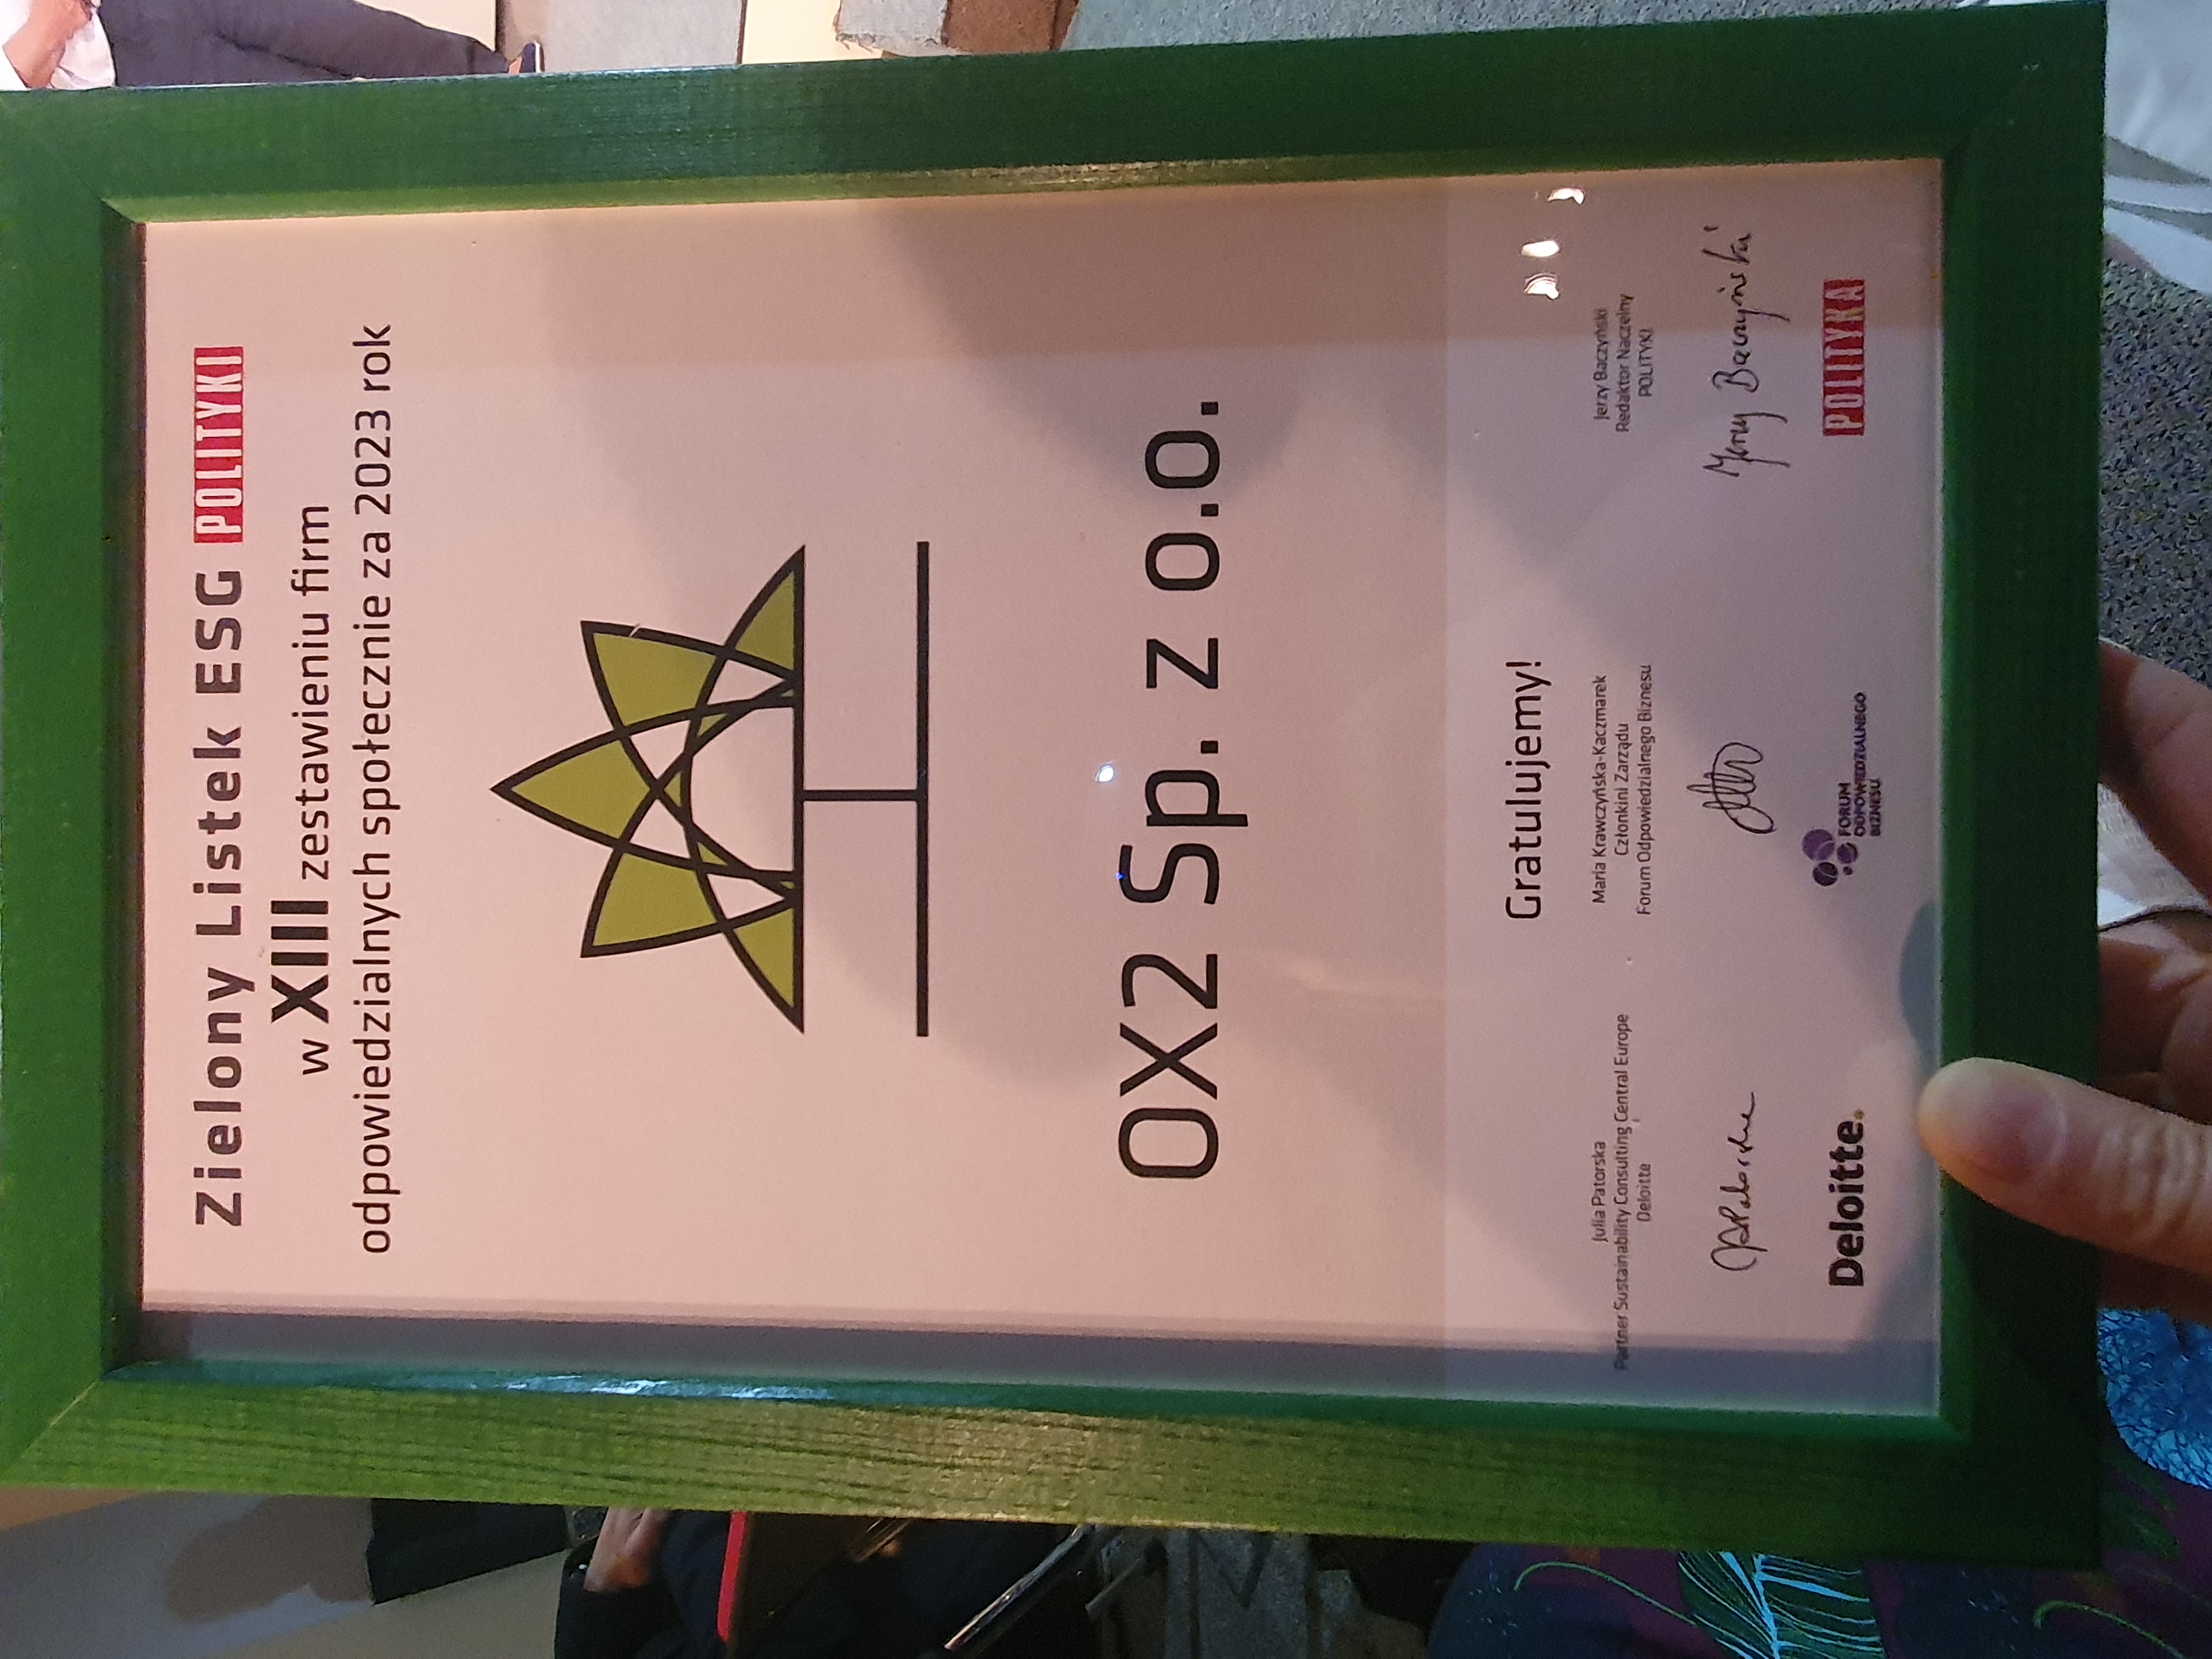 Zielony Listek ESG POLITYKI
w XIII zestawieniu firm
odpowiedzialnych społecznie za 2023 rok
OX2 Sp. z o.o.
Gratulujemy!
Julia Patorska
Partner Sustainability Consulting Central Europe
Deloitte
Maria Krawczyńska-Kaczmarek
Członkini Zarządu
Forum Odpowiedzialnego Biznesu
Jerzy Baczyński
Redaktor Naczelny
POLITYKI
Jerzy Baczyński
Deloitte.
FORUM
ODPOWIEDZIALNEGO
BIZNESU
POLITYKA